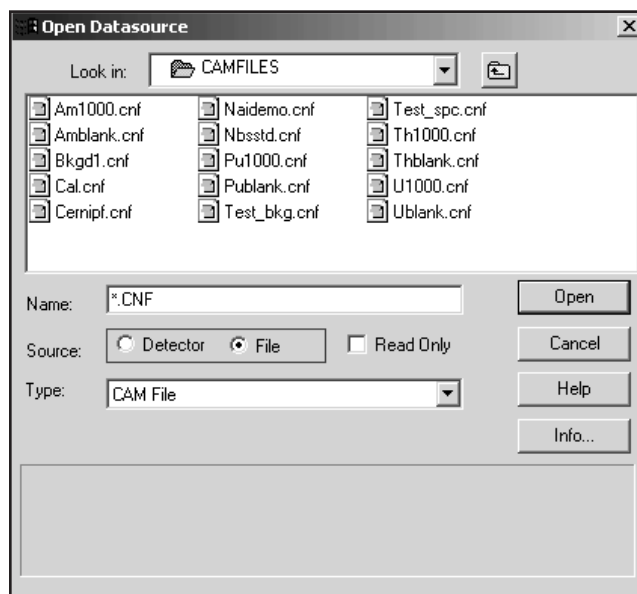 Open Datasource
Look in: CAMFILES
Am1000.cnf Naidemo.cnf Test_spc.cnf
Amblank.cnf Nbsstd.cnf Th1000.cnf
Bkgd1.cnf Pu1000.cnf Thblank.cnf
Cal.cnf Publank.cnf U1000.cnf
Cernipf.cnf Test_bkg.cnf Ublank.cnf
Name: *.CNF Open
Source: Detector File Read Only Cancel
Type: CAM File Help
Info...